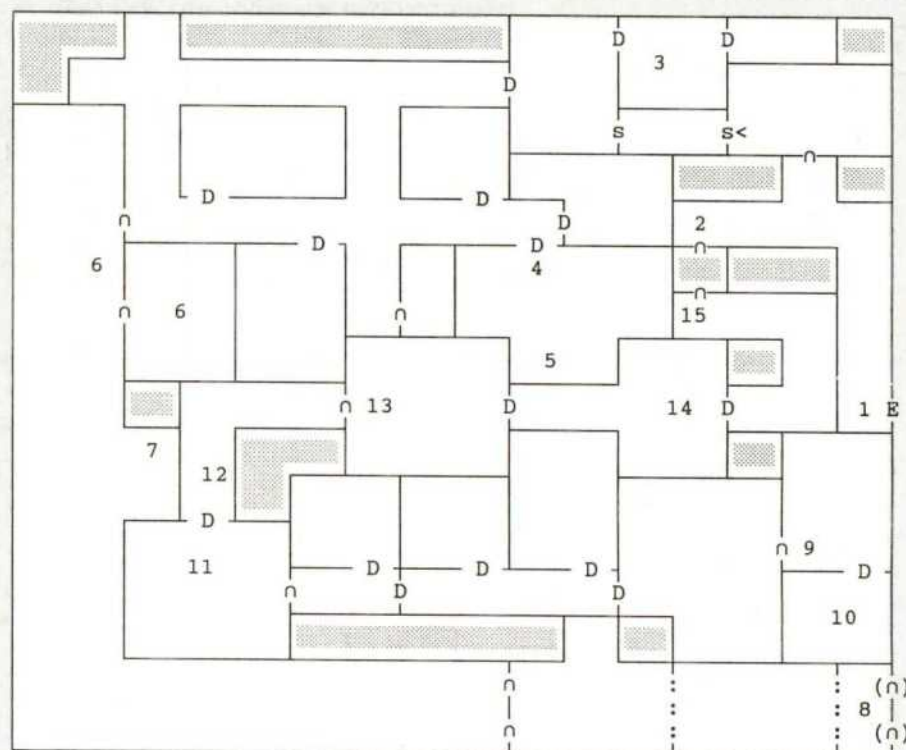 D D
3
D
S S<
∩
D D
2
∩ D
D D ∩
6 4
∩
∩ 6 ∩ 15
5
∩ 13 D 14 D 1 E
7
12
D
∩ 9
11 D D D D
∩ D D
10
∩ : : (∩)
8
∩ : : (∩)